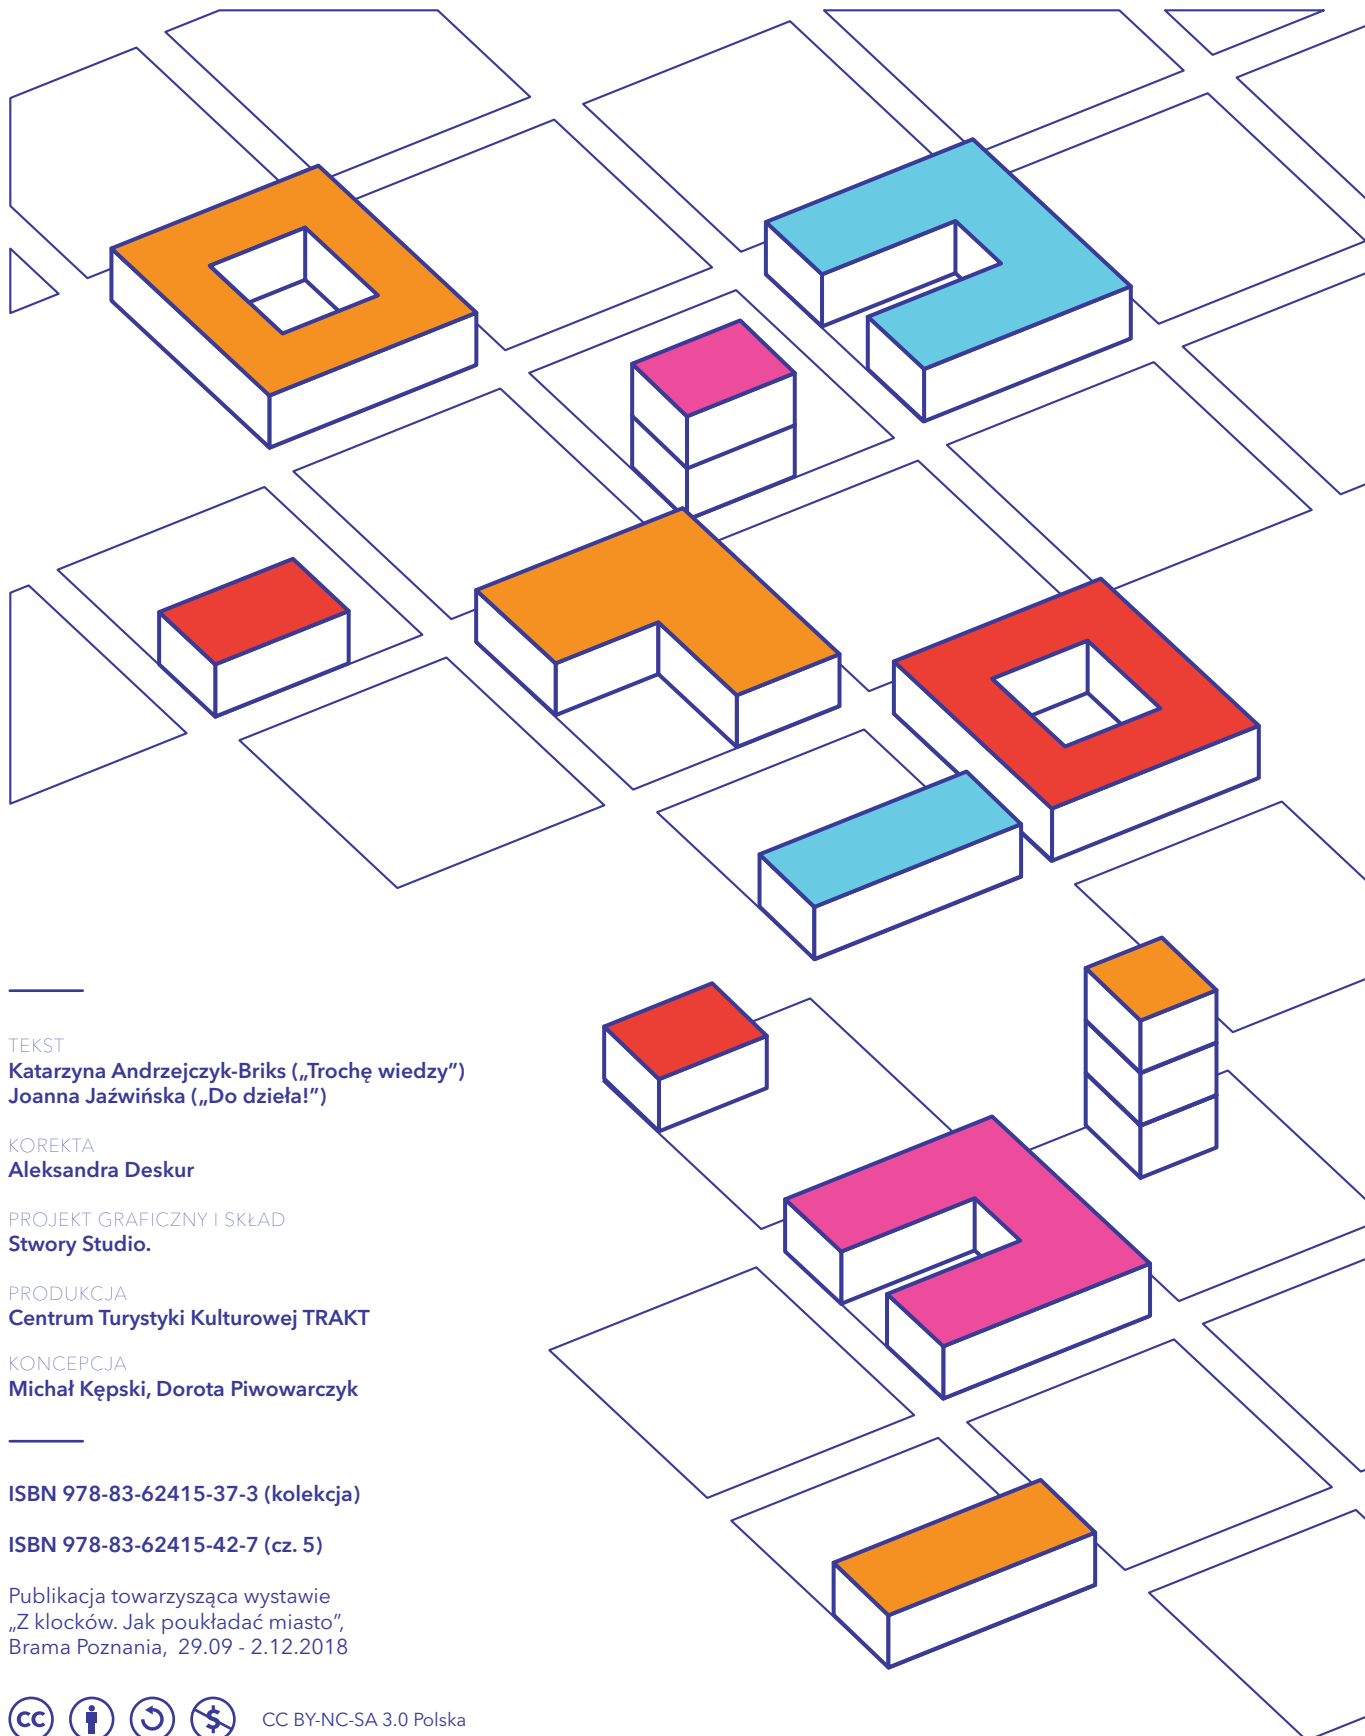 TEKST
Katarzyna Andrzejczyk-Briks („Trochę wiedzy”)
Joanna Jaźwińska („Do dzieła!”)
KOREKTA
Aleksandra Deskur
PROJEKT GRAFICZNY I SKŁAD
Stwory Studio.
PRODUKCJA
Centrum Turystyki Kulturowej TRAKT
KONCEPCJA
Michał Kępski, Dorota Piwowarczyk
ISBN 978-83-62415-37-3 (kolekcja)
ISBN 978-83-62415-42-7 (cz. 5)
Publikacja towarzysząca wystawie
„Z klocków. Jak poukładać miasto”,
Brama Poznania, 29.09 - 2.12.2018
cc $ CC BY-NC-SA 3.0 Polska